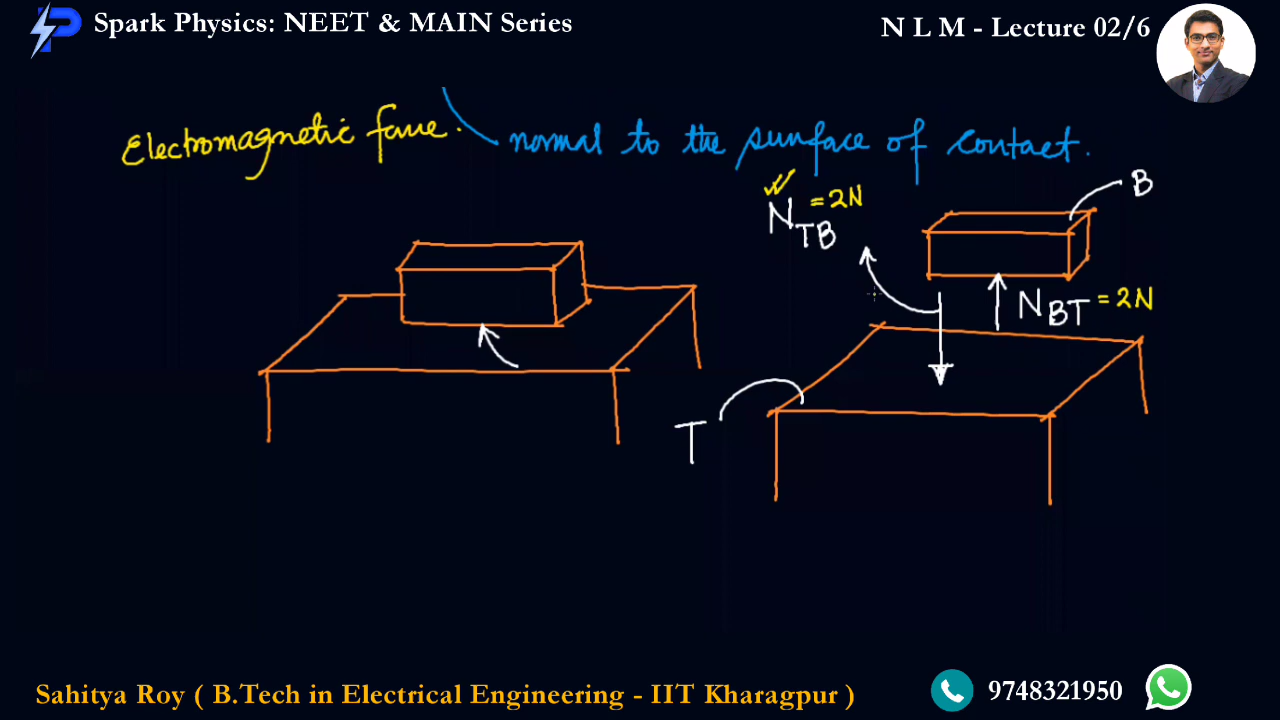 Spark Physics: NEET & MAIN Series
N L M - Lecture 02/6
Electromagnetic force.
normal to the surface of contact.
N_TB = 2N
B
N_BT = 2N
T
Sahitya Roy ( B.Tech in Electrical Engineering - IIT Kharagpur )
9748321950